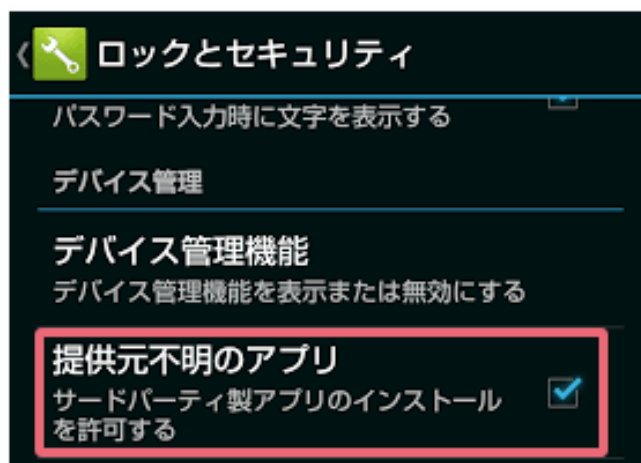 ロックとセキュリティ
パスワード入力時に文字を表示する
デバイス管理
デバイス管理機能
デバイス管理機能を表示または無効にする
提供元不明のアプリ
サードパーティ製アプリのインストール
を許可する